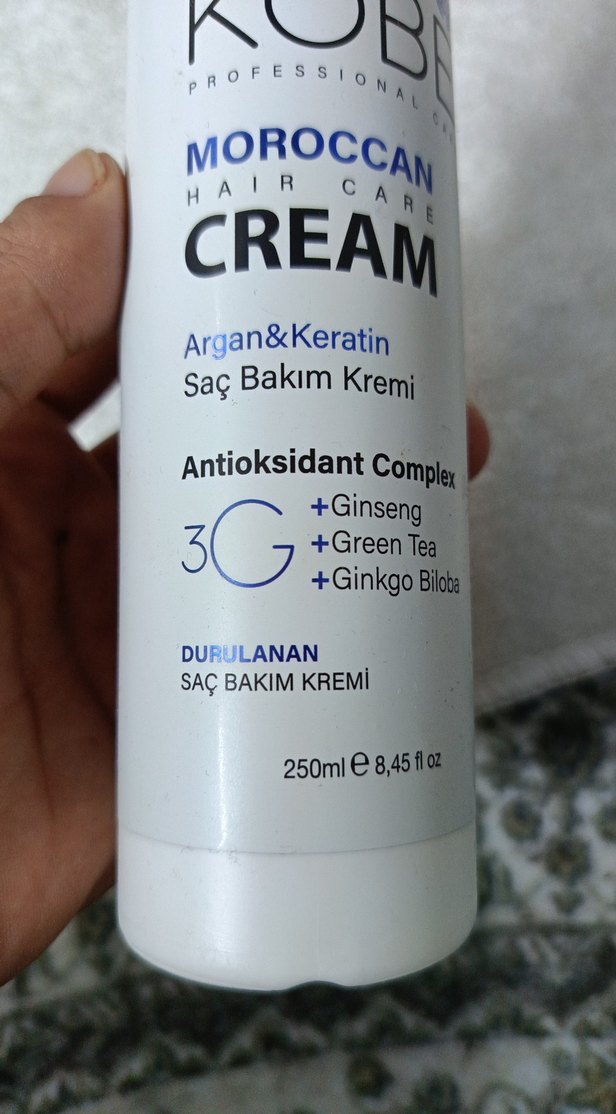 KOBE
PROFESSIONAL
MOROCCAN
HAIR CARE
CREAM
Argan&Keratin
Saç Bakım Kremi
Antioksidant Complex
3G
+Ginseng
+Green Tea
+Ginkgo Biloba
DURULANAN
SAÇ BAKIM KREMİ
250ml e 8,45 fl oz